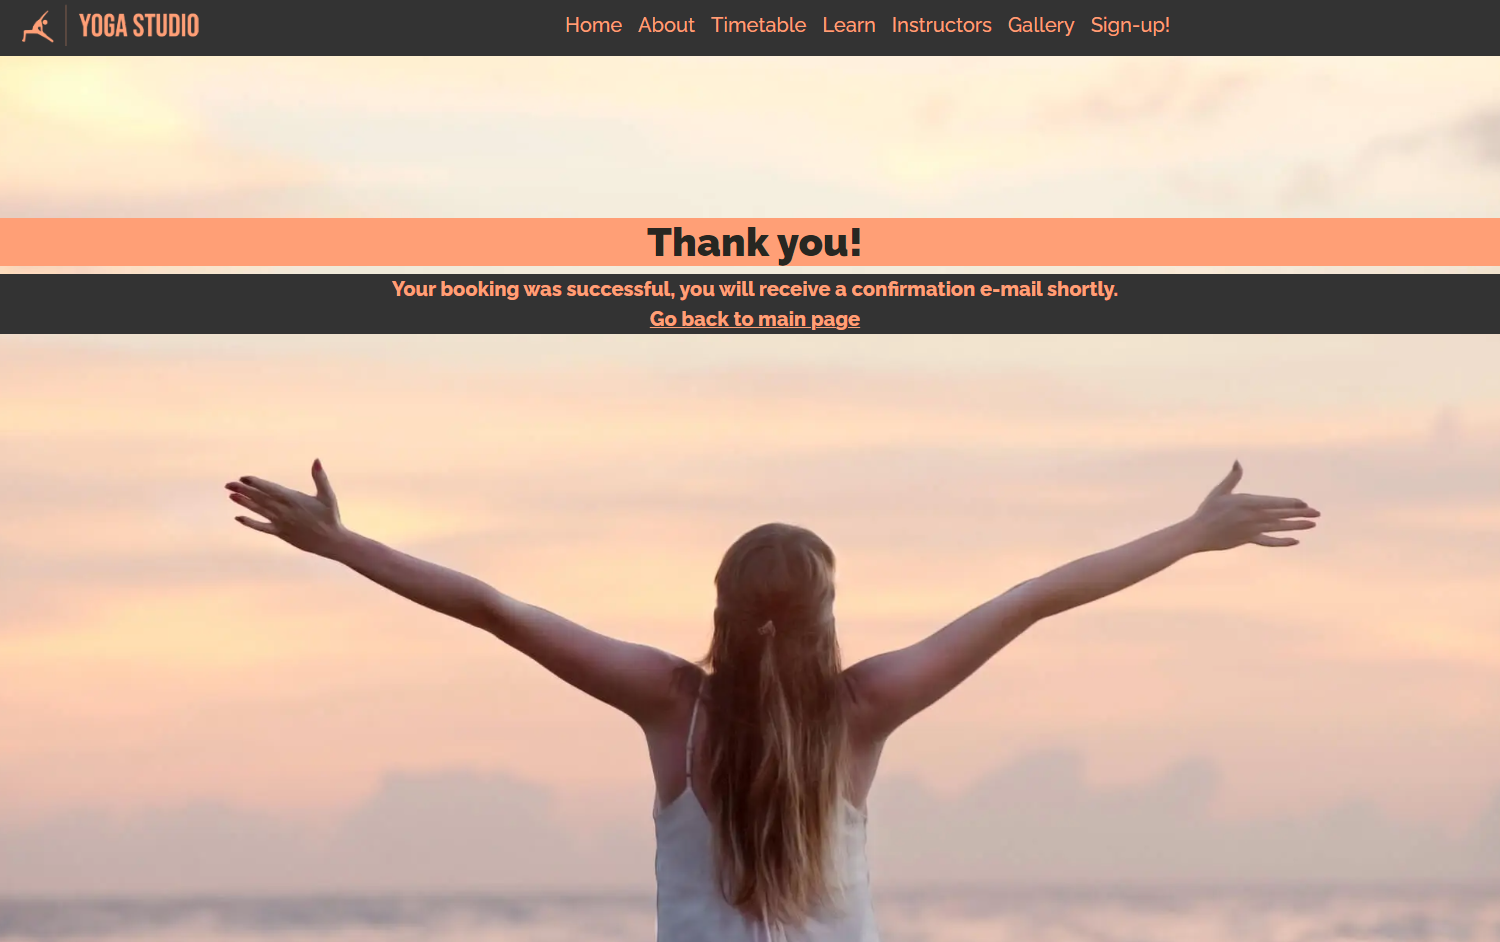 YOGA STUDIO
Home About Timetable Learn Instructors Gallery Sign-up!
Thank you!
Your booking was successful, you will receive a confirmation e-mail shortly.
Go back to main page